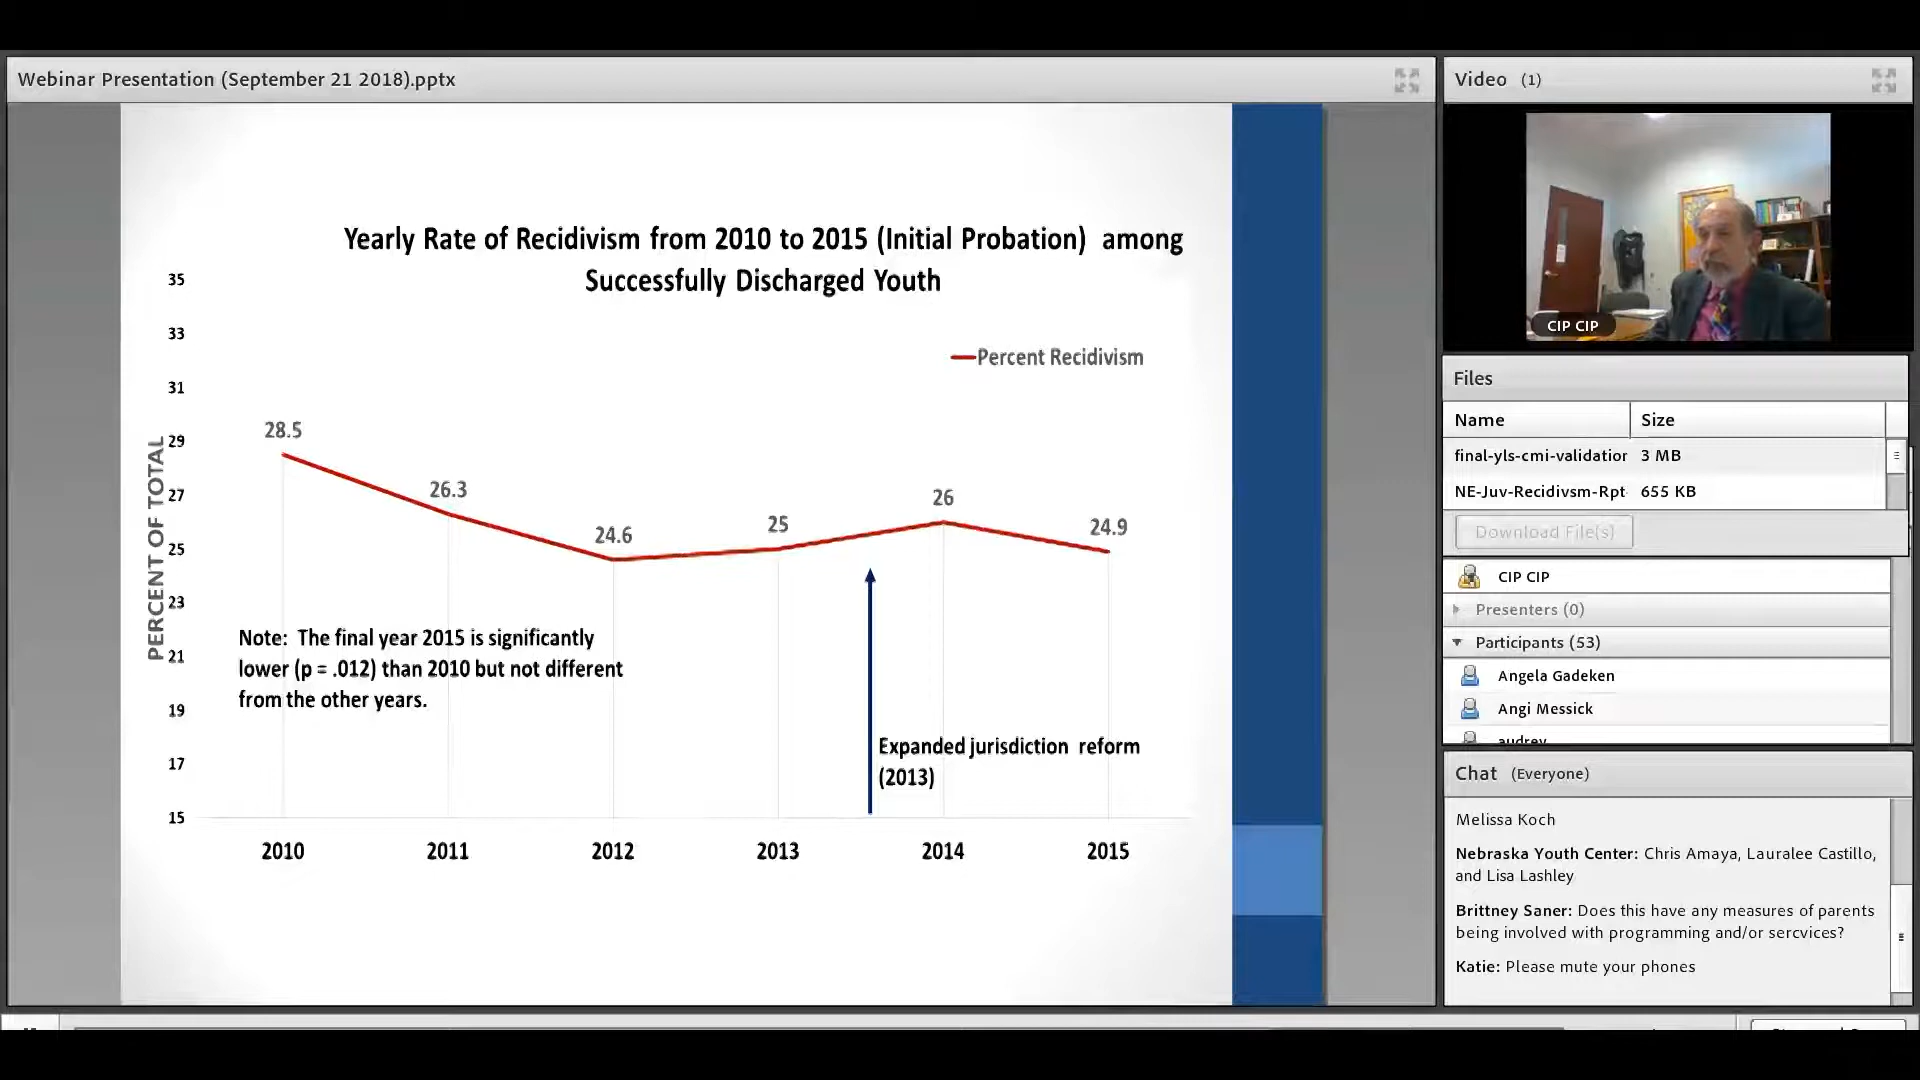 Webinar Presentation (September 21 2018).pptx
Yearly Rate of Recidivism from 2010 to 2015 (Initial Probation) among
Successfully Discharged Youth
Percent Recidivism
PERCENT OF TOTAL
35
33
31
29
27
25
23
21
19
17
15
28.5
26.3
24.6
25
26
24.9
Note: The final year 2015 is significantly
lower (p = .012) than 2010 but not different
from the other years.
Expanded jurisdiction reform
(2013)
2010 2011 2012 2013 2014 2015
Video (1)
CIP CIP
Files
Name Size
final-yls-cmi-validation 3 MB
NE-Juv-Recidivsm-Rpt- 655 KB
Download File(s)
CIP CIP
Presenters (0)
Participants (53)
Angela Gadeken
Angi Messick
audrey
Chat (Everyone)
Melissa Koch
Nebraska Youth Center: Chris Amaya, Lauralee Castillo,
and Lisa Lashley
Brittney Saner: Does this have any measures of parents
being involved with programming and/or sercvices?
Katie: Please mute your phones